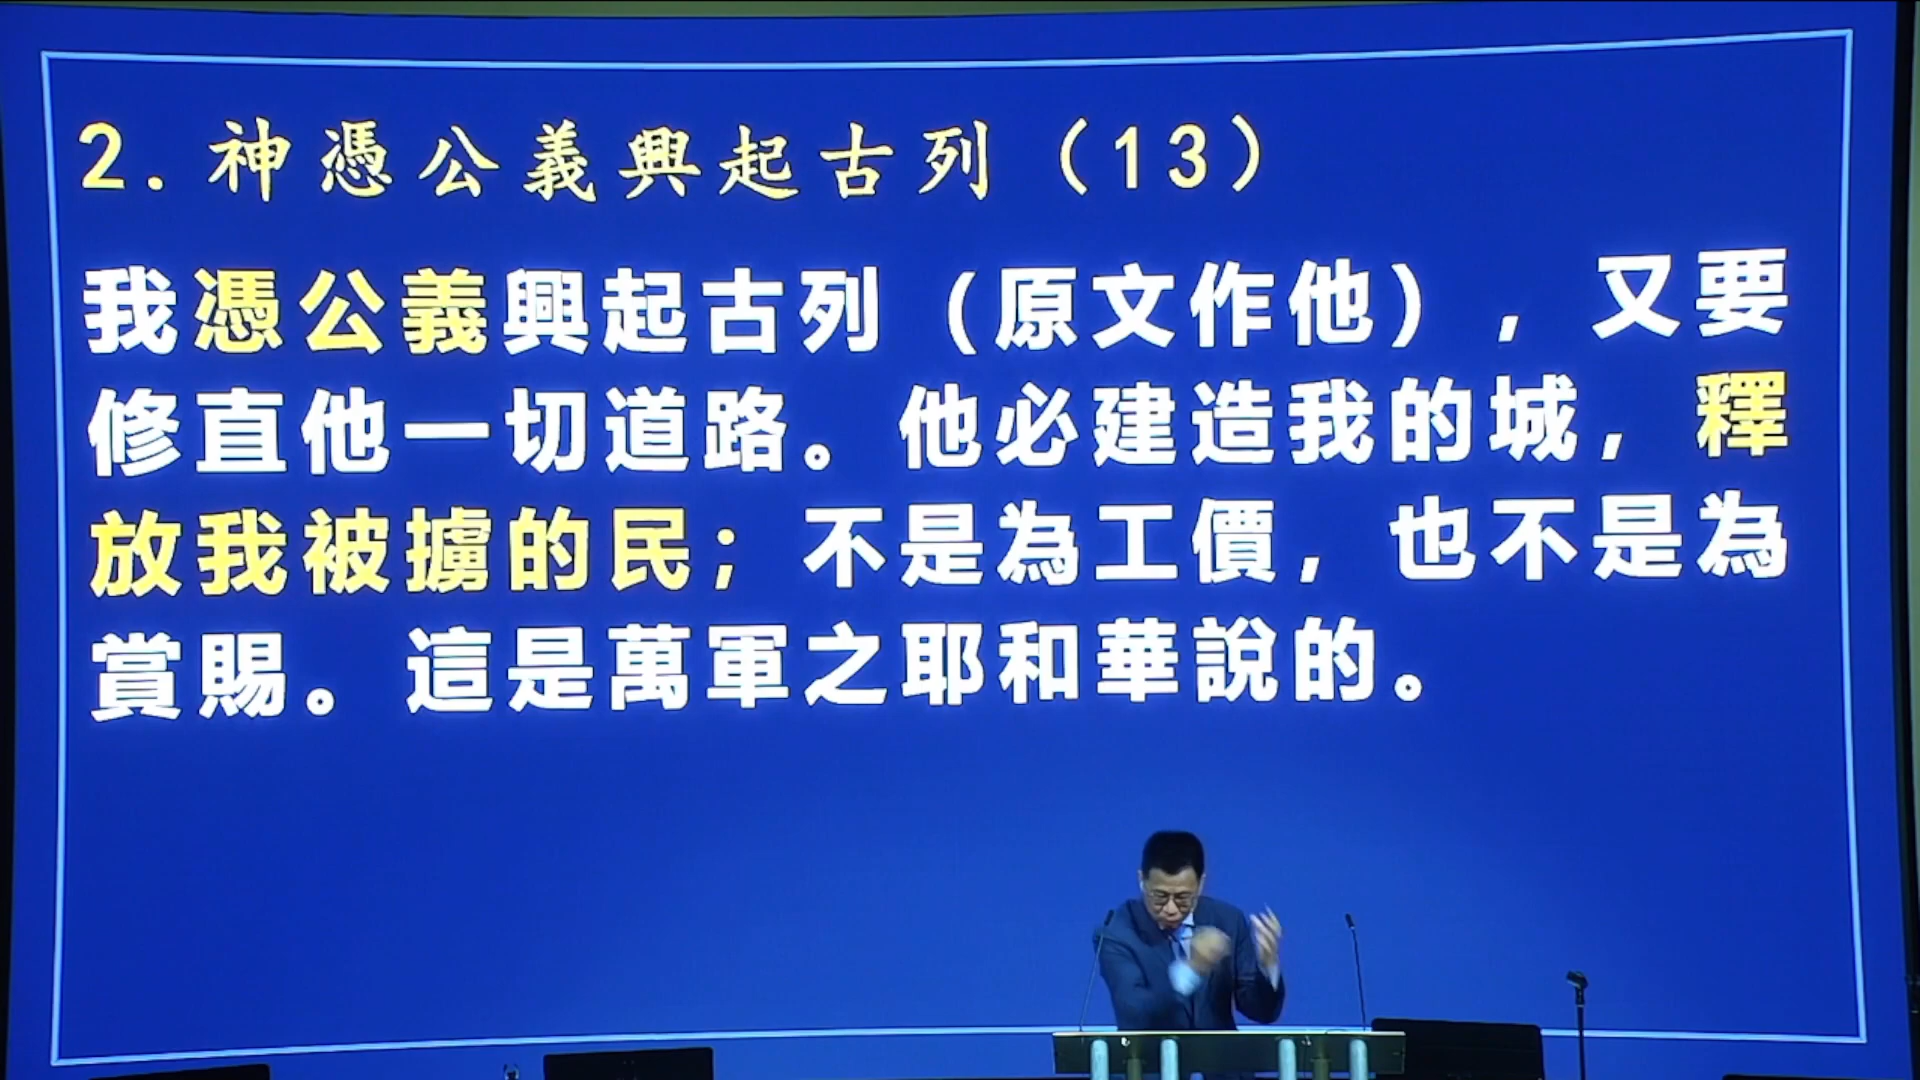 2. 神憑公義興起古列（13）
我憑公義興起古列（原文作他），又要
修直他一切道路。他必建造我的城，釋
放我被擄的民；不是為工價，也不是為
賞賜。這是萬軍之耶和華說的。